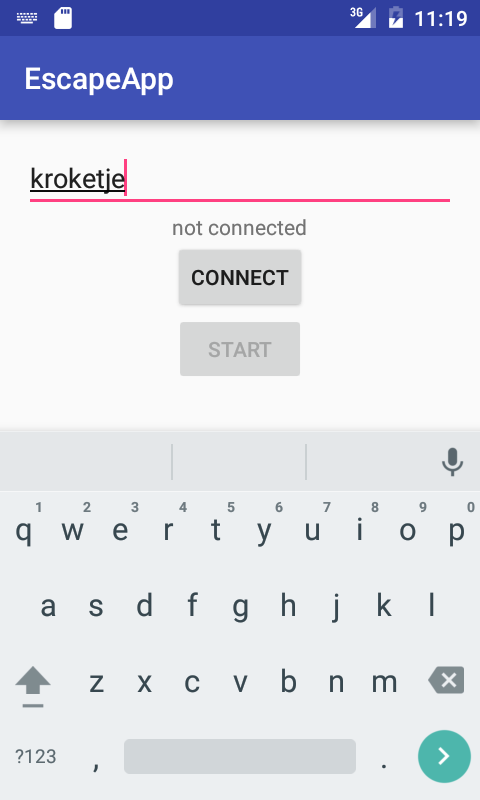 3G 11:19
EscapeApp
kroketje
not connected
CONNECT
START
1 2 3 4 5 6 7 8 9 0
q w e r t y u i o p
a s d f g h j k l
z x c v b n m
?123 , .